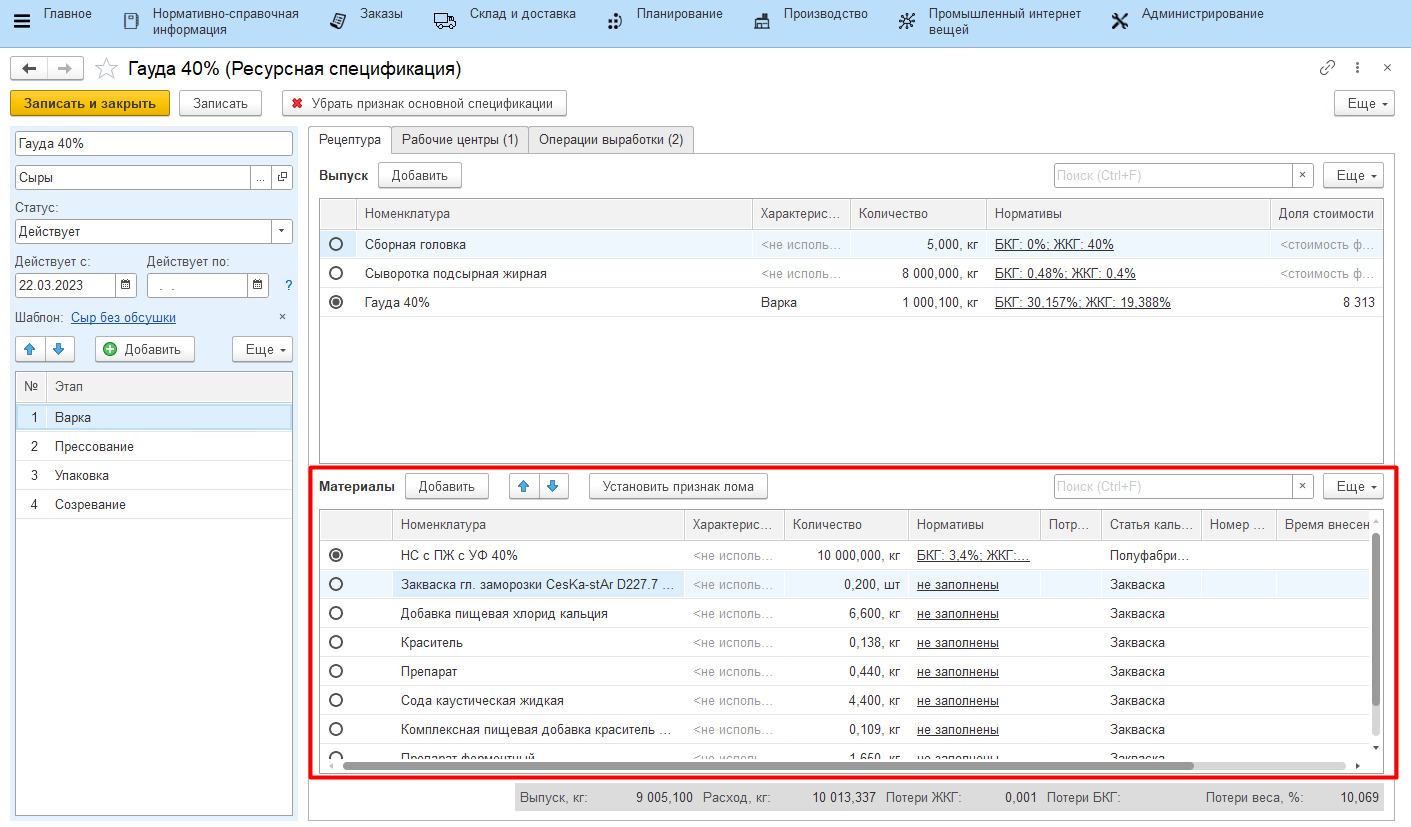 Главное
Нормативно-справочная
информация
Заказы
Склад и доставка
Планирование
Производство
Промышленный интернет
вещей
Администрирование
Гауда 40% (Ресурсная спецификация)
Записать и закрыть
Записать
Убрать признак основной спецификации
Еще
Гауда 40%
Сыры
...
Статус:
Действует
Действует с:
Действует по:
22.03.2023
. .
?
Шаблон: Сыр без обсушки
Добавить
Еще
№ Этап
1 Варка
2 Прессование
3 Упаковка
4 Созревание
Рецептура
Рабочие центры (1)
Операции выработки (2)
Выпуск
Добавить
Поиск (Ctrl+F)
×
Еще
Номенклатура Характерис... Количество Нормативы Доля стоимости
Сборная головка <не исполь... 5,000, кг БКГ: 0%; ЖКГ: 40% <стоимость ф...
Сыворотка подсырная жирная <не исполь... 8 000,000, кг БКГ: 0,48%; ЖКГ: 0,4% <стоимость ф...
Гауда 40% Варка 1 000,100, кг БКГ: 30,157%; ЖКГ: 19,388% 8 313
Материалы
Добавить
Установить признак лома
Поиск (Ctrl+F)
×
Еще
Номенклатура Характерис... Количество Нормативы Потр... Статья каль... Номер ... Время внесен
НС с ПЖ с УФ 40% <не исполь... 10 000,000, кг БКГ: 3,4%; ЖКГ:... Полуфабри...
Закваска гл. заморозки CesKa-stAr D227.7 ... <не исполь... 0,200, шт не заполнены Закваска
Добавка пищевая хлорид кальция <не исполь... 6,600, кг не заполнены Закваска
Краситель <не исполь... 0,138, кг не заполнены Закваска
Препарат <не исполь... 0,440, кг не заполнены Закваска
Сода каустическая жидкая <не исполь... 4,400, кг не заполнены Закваска
Комплексная пищевая добавка краситель ... <не исполь... 0,109, кг не заполнены Закваска
Препарат ферментный <не исполь... 1,650, кг не заполнены Закваска
Выпуск, кг: 9 005,100 Расход, кг: 10 013,337 Потери ЖКГ: 0,001 Потери БКГ: Потери веса, %: 10,069